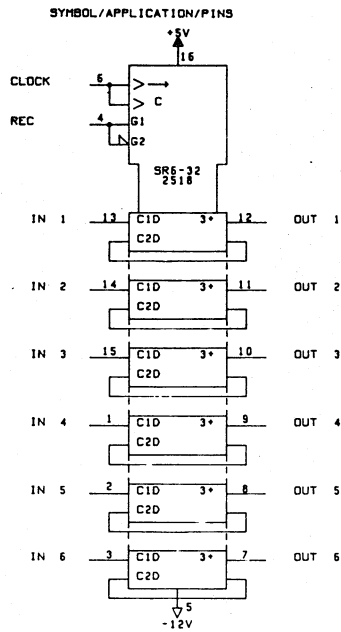 SYMBOL/APPLICATION/PINS
+5V
16
CLOCK 6 > →
> C
REC 4 G1
G2
SR6-32
2518
IN 1 13 C1D 3+ 12 OUT 1
C2D
IN 2 14 C1D 3+ 11 OUT 2
C2D
IN 3 15 C1D 3+ 10 OUT 3
C2D
IN 4 1 C1D 3+ 9 OUT 4
C2D
IN 5 2 C1D 3+ 8 OUT 5
C2D
IN 6 3 C1D 3+ 7 OUT 6
C2D
5
-12V